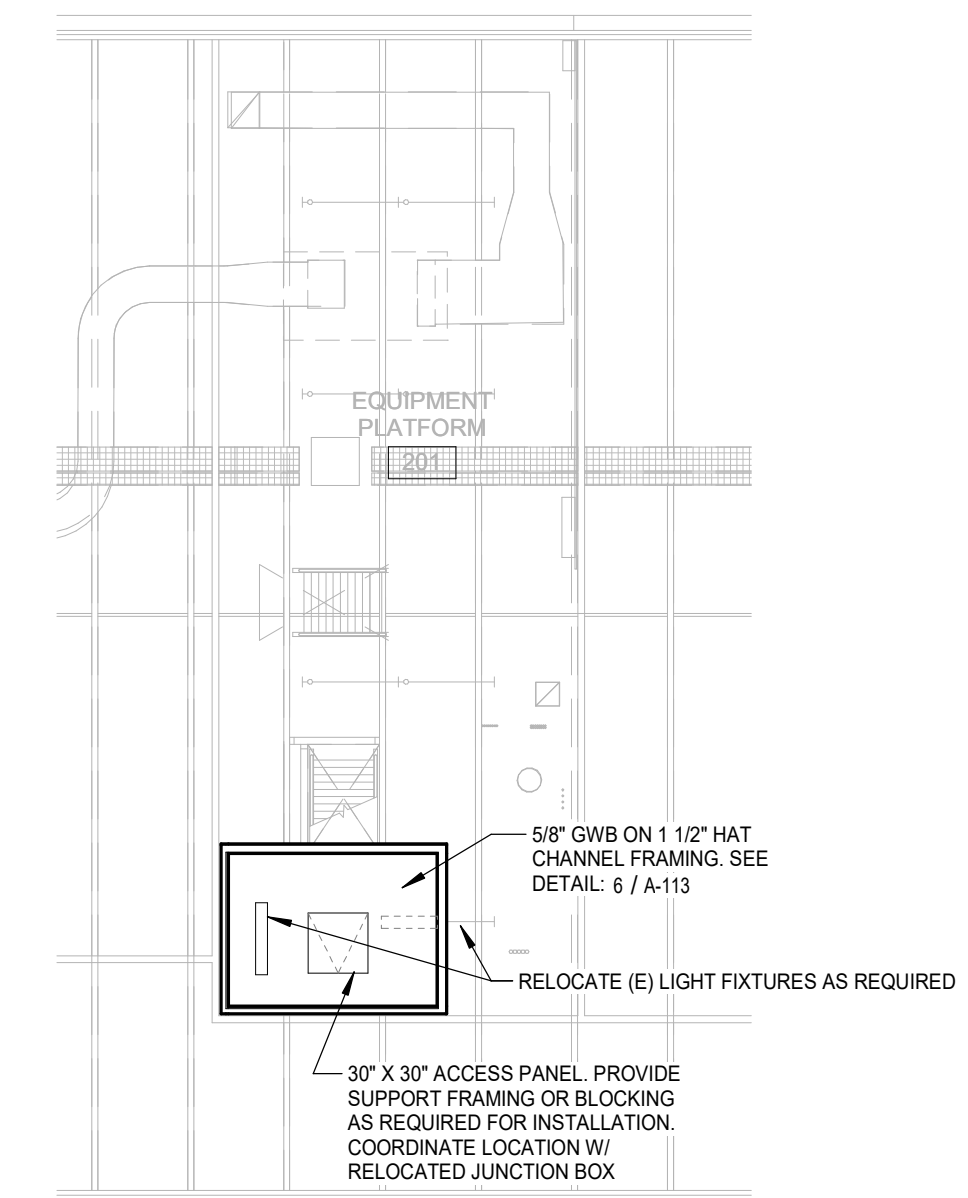 EQUIPMENT
PLATFORM
201
5/8" GWB ON 1 1/2" HAT
CHANNEL FRAMING. SEE
DETAIL: 6 / A-113
RELOCATE (E) LIGHT FIXTURES AS REQUIRED
30" X 30" ACCESS PANEL. PROVIDE
SUPPORT FRAMING OR BLOCKING
AS REQUIRED FOR INSTALLATION.
COORDINATE LOCATION W/
RELOCATED JUNCTION BOX